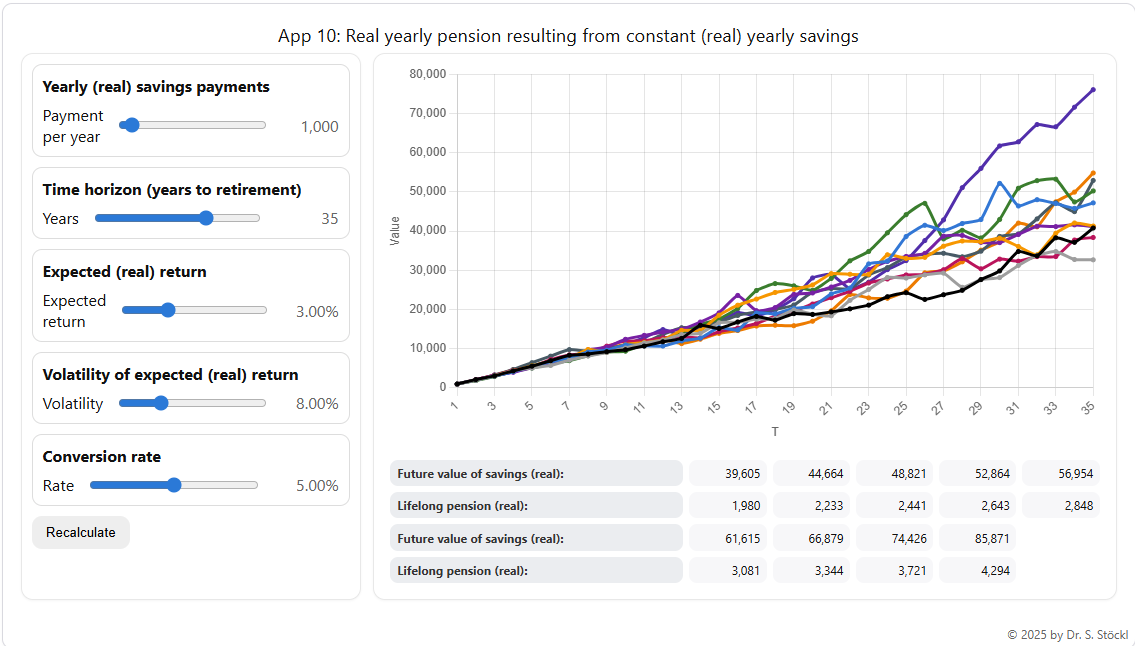 App 10: Real yearly pension resulting from constant (real) yearly savings
Yearly (real) savings payments
Payment
per year
1,000
Time horizon (years to retirement)
Years
35
Expected (real) return
Expected
return
3.00%
Volatility of expected (real) return
Volatility
8.00%
Conversion rate
Rate
5.00%
Recalculate
80,000
70,000
60,000
50,000
40,000
30,000
20,000
10,000
0
Value
1 3 5 7 9 11 13 15 17 19 21 23 25 27 29 31 33 35
T
Future value of savings (real): 39,605 44,664 48,821 52,864 56,954
Lifelong pension (real): 1,980 2,233 2,441 2,643 2,848
Future value of savings (real): 61,615 66,879 74,426 85,871
Lifelong pension (real): 3,081 3,344 3,721 4,294
© 2025 by Dr. S. Stöckl